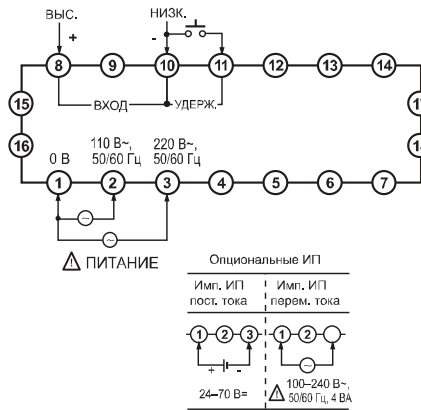 ВЫС.
НИЗК.
+
-
8 9 10 11 12 13 14
ВХОД
УДЕРЖ.
15
17
16
110 В~,
50/60 Гц
220 В~,
50/60 Гц
0 В
1 2 3 4 5 6 7
ПИТАНИЕ
Опциональные ИП
Имп. ИП
пост. тока
Имп. ИП
перем. тока
1 2 3
1 2
+ -
24–70 В=
100–240 В~,
50/60 Гц, 4 ВА